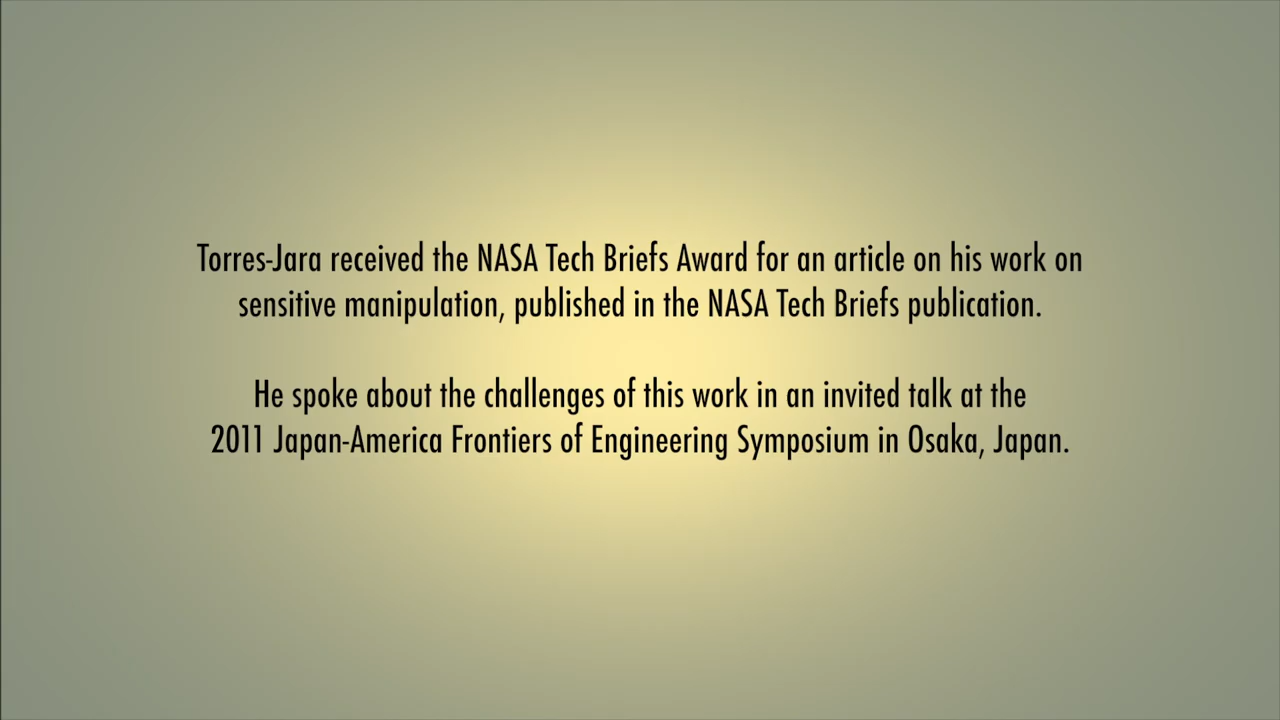 Torres-Jara received the NASA Tech Briefs Award for an article on his work on
sensitive manipulation, published in the NASA Tech Briefs publication.
He spoke about the challenges of this work in an invited talk at the
2011 Japan-America Frontiers of Engineering Symposium in Osaka, Japan.